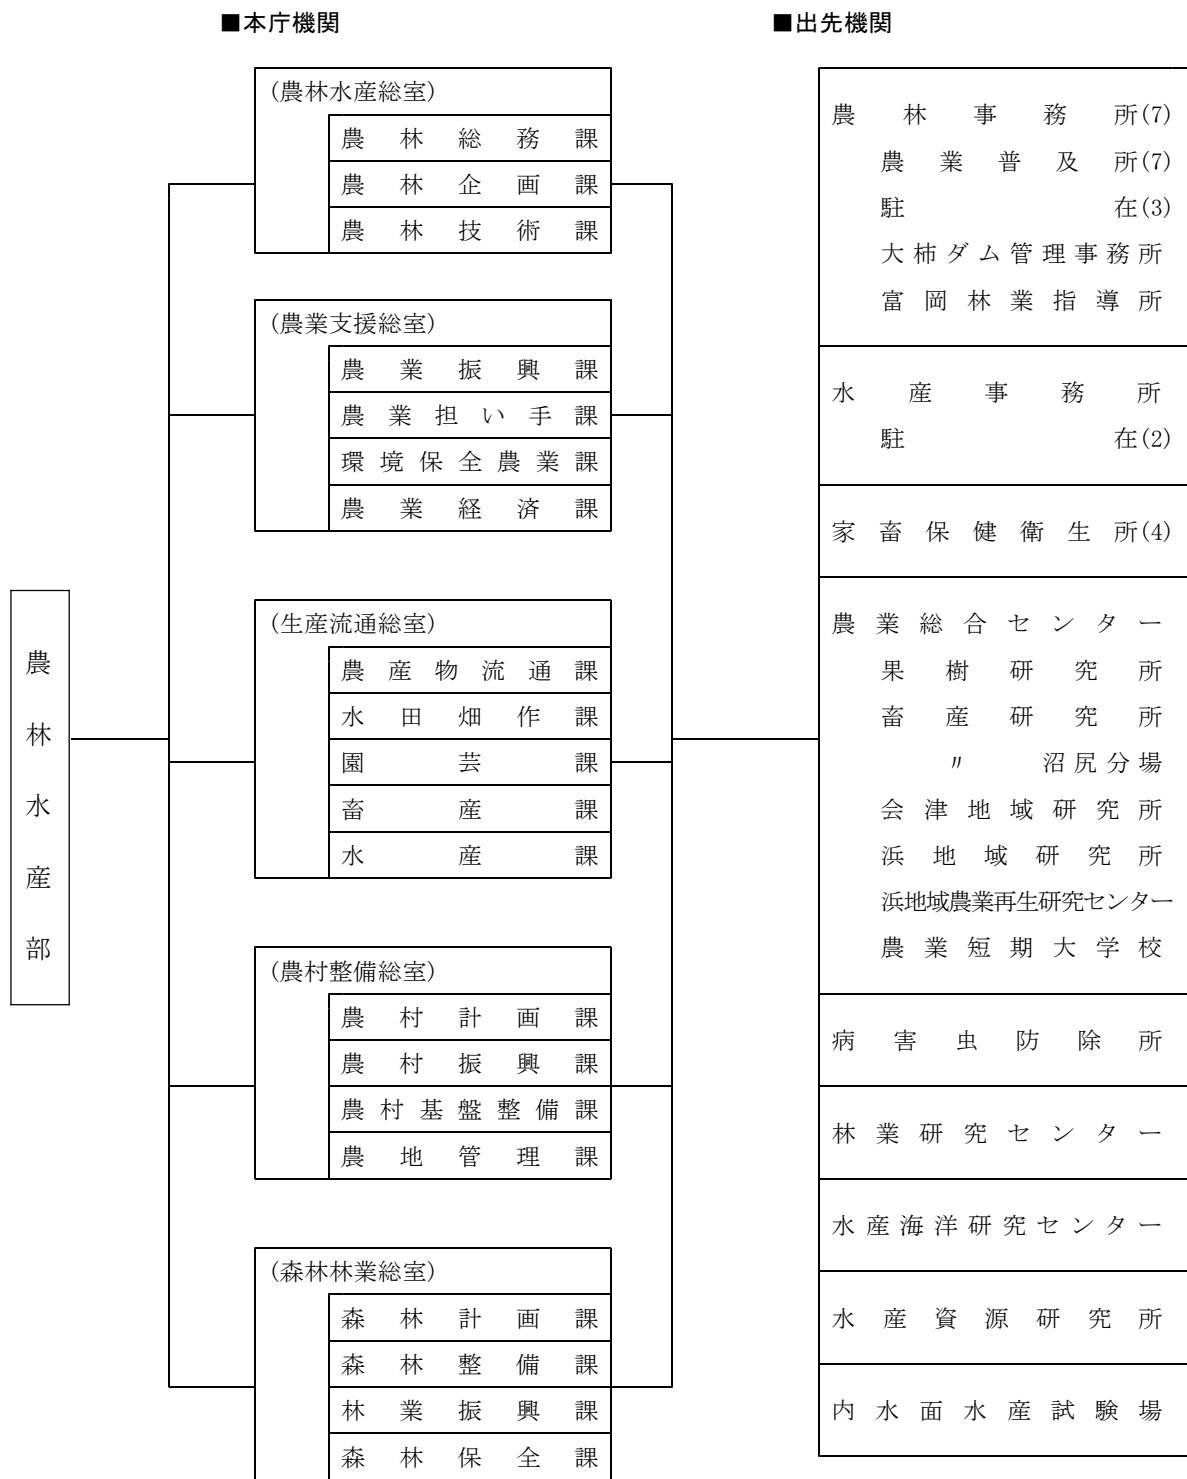 ■本庁機関
(農林水産総室)
農林総務課
農林企画課
農林技術課
(農業支援総室)
農業振興課
農業担い手課
環境保全農業課
農業経済課
(生産流通総室)
農産物流通課
水田畑作課
園芸課
畜産課
水産課
(農村整備総室)
農村計画課
農村振興課
農村基盤整備課
農地管理課
(森林林業総室)
森林計画課
森林整備課
林業振興課
森林保全課
農林水産部
■出先機関
農林事務所(7)
農業普及所(7)
駐在(3)
大柿ダム管理事務所
富岡林業指導所
水産事務所
駐在(2)
家畜保健衛生所(4)
農業総合センター
果樹研究所
畜産研究所
〃 沼尻分場
会津地域研究所
浜地域研究所
浜地域農業再生研究センター
農業短期大学校
病害虫防除所
林業研究センター
水産海洋研究センター
水産資源研究所
内水面水産試験場